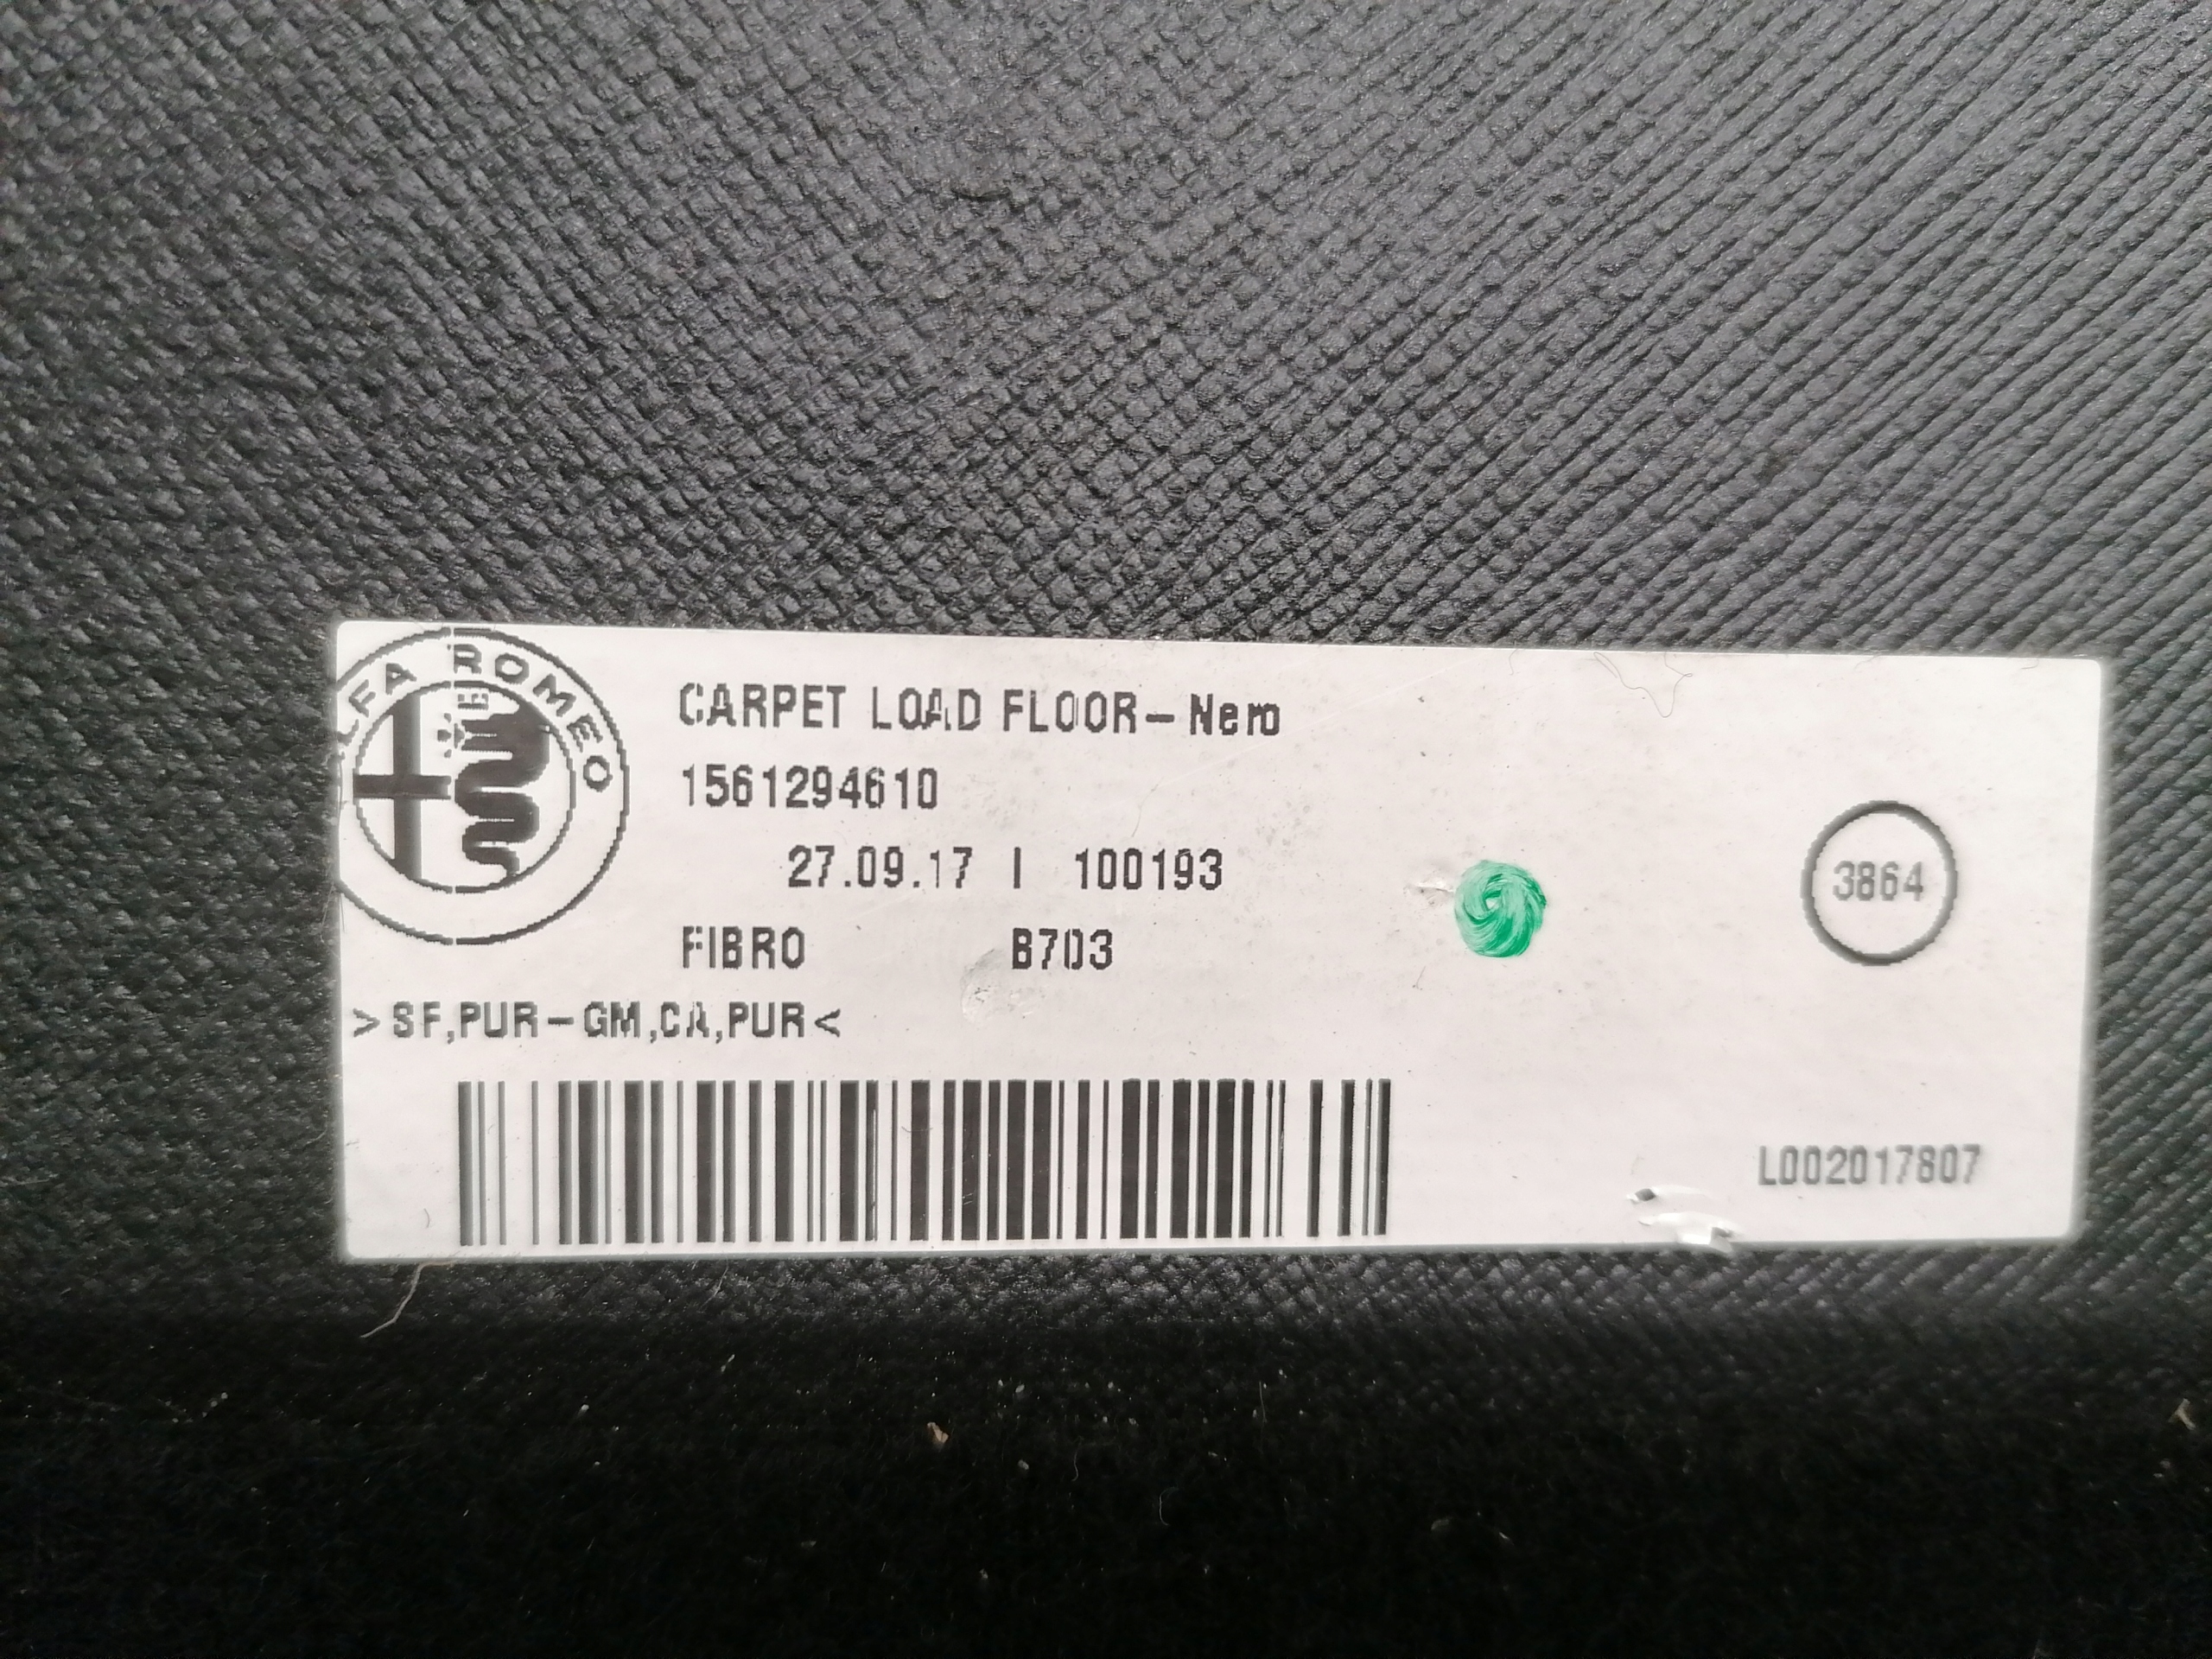 ALFA ROMEO
CARPET LOAD FLOOR-Nero
1561294610
27.09.17 I 100193
3864
FIBRO B703
>SF,PUR-GM,CA,PUR<
L002017807